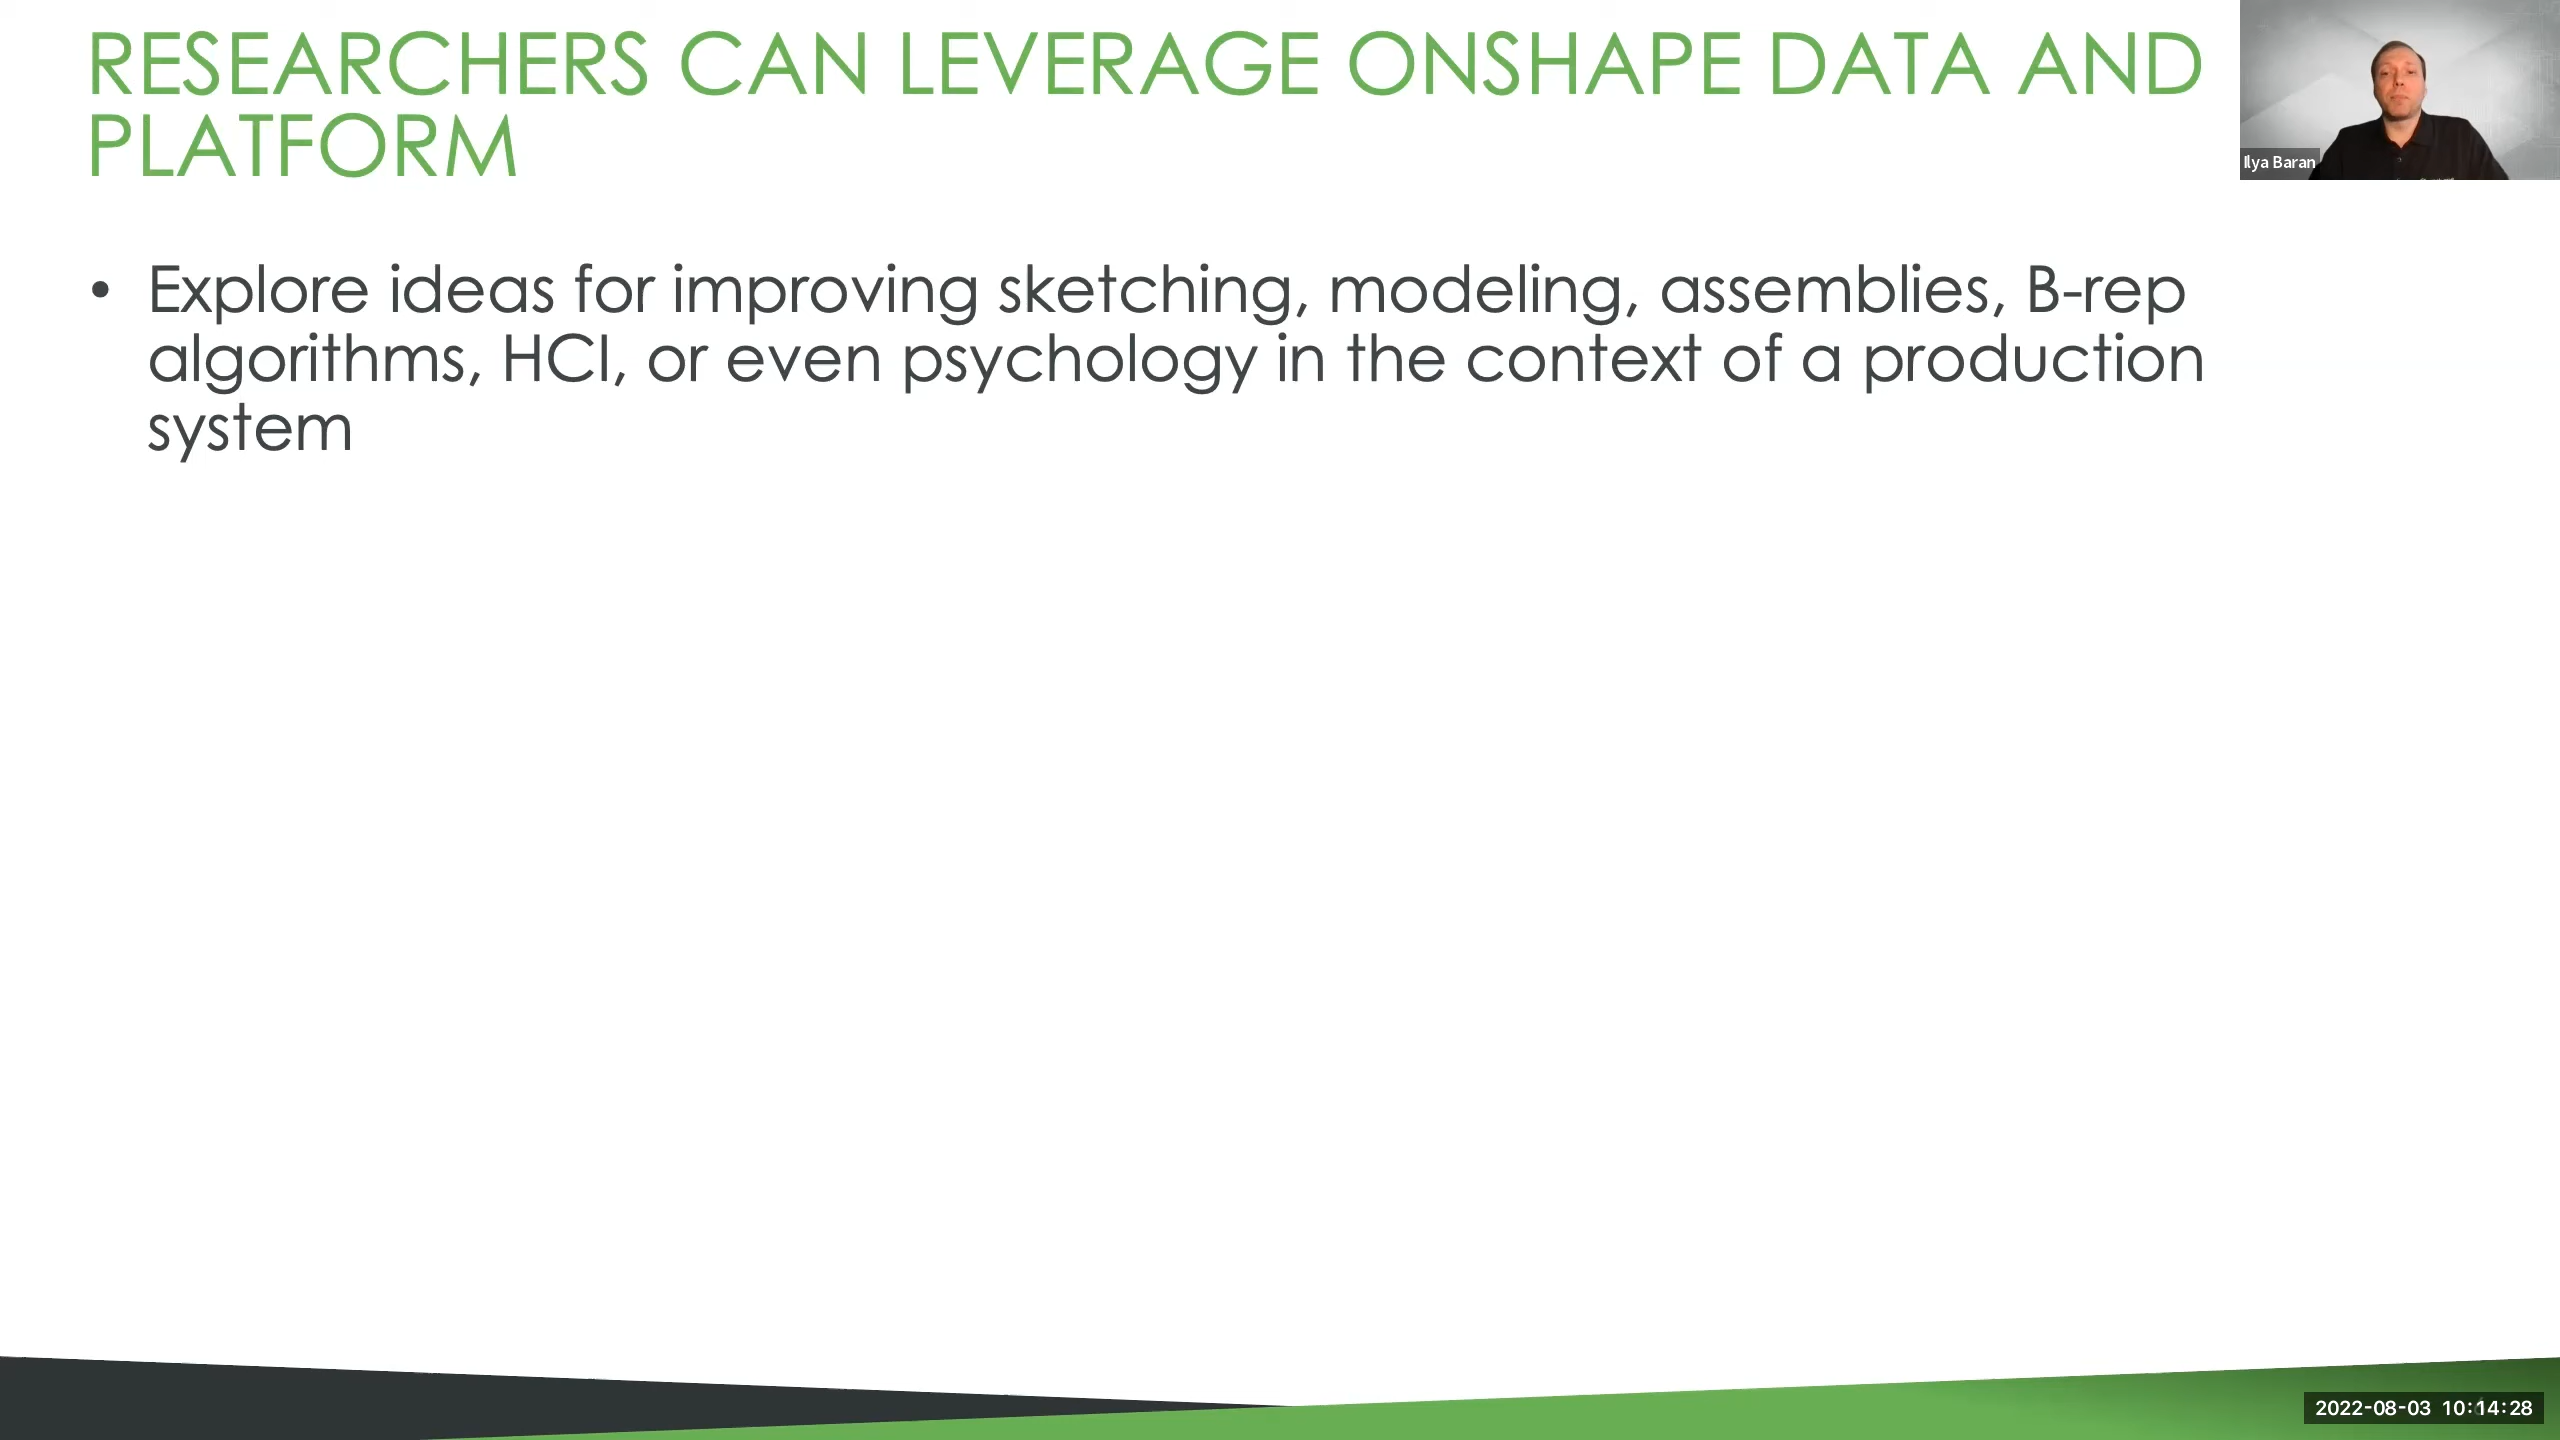 RESEARCHERS CAN LEVERAGE ONSHAPE DATA AND
PLATFORM
Ilya Baran
• Explore ideas for improving sketching, modeling, assemblies, B-rep
algorithms, HCI, or even psychology in the context of a production
system
2022-08-03 10:14:28